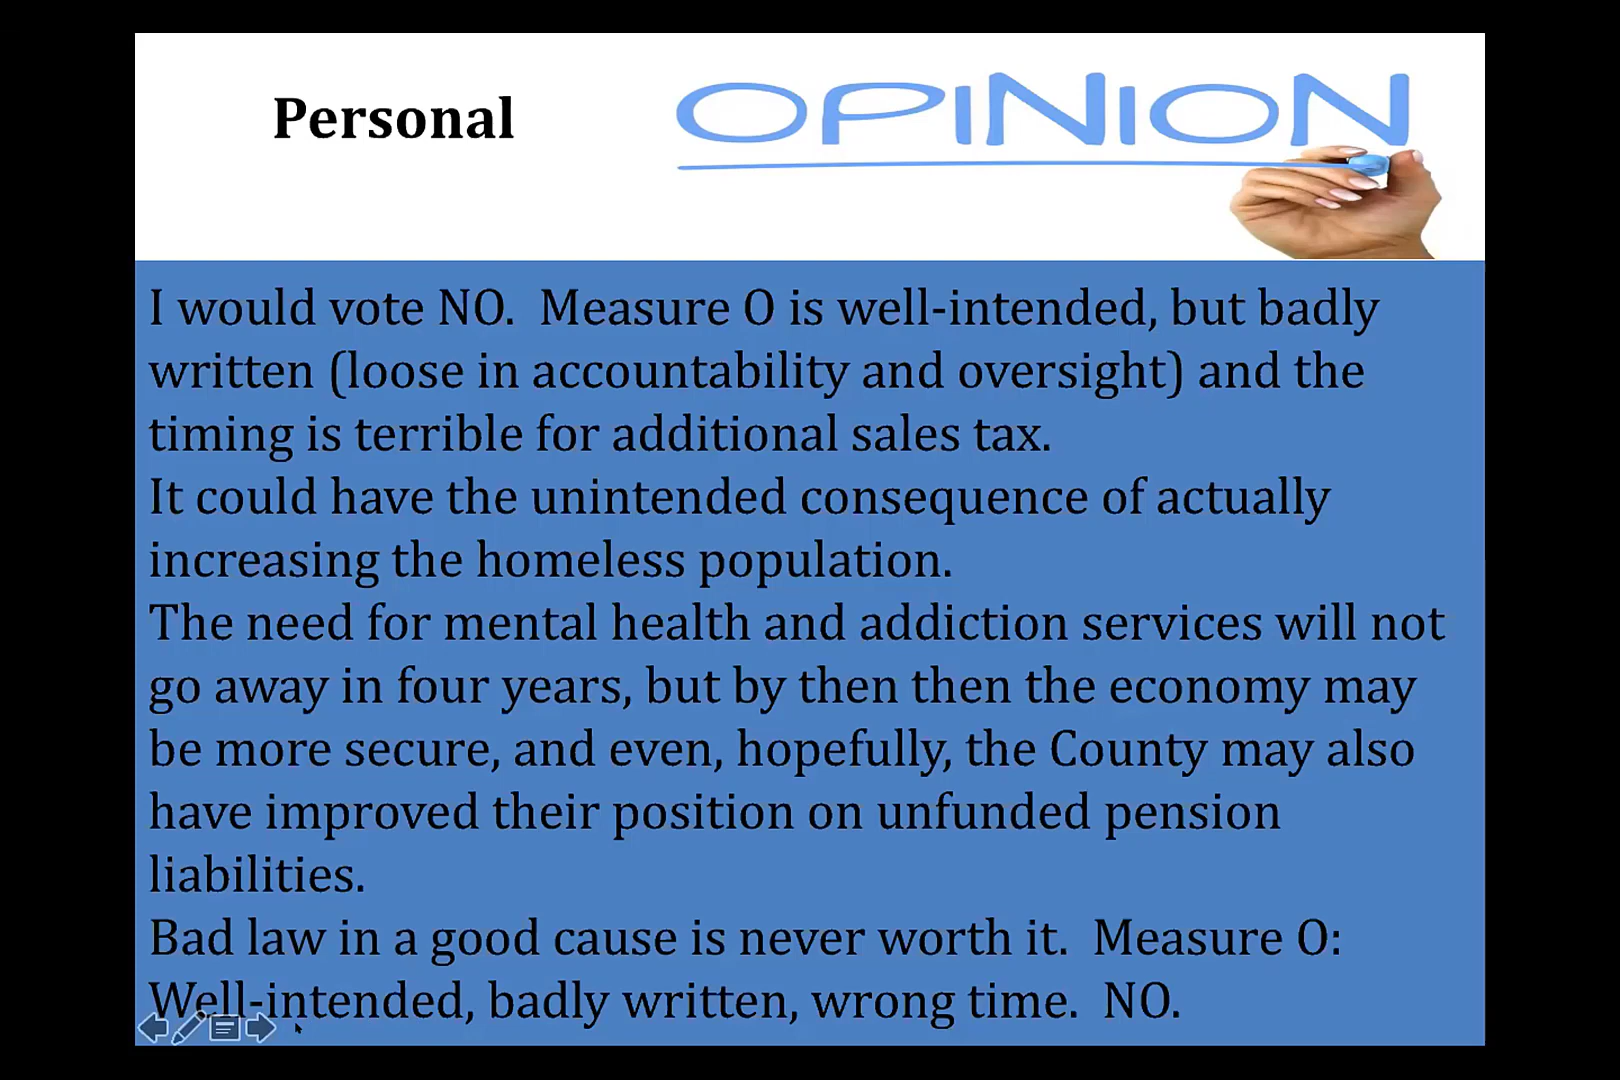 Personal OPINION
I would vote NO.  Measure O is well-intended, but badly
written (loose in accountability and oversight) and the
timing is terrible for additional sales tax.
It could have the unintended consequence of actually
increasing the homeless population.
The need for mental health and addiction services will not
go away in four years, but by then then the economy may
be more secure, and even, hopefully, the County may also
have improved their position on unfunded pension
liabilities.
Bad law in a good cause is never worth it.  Measure O:
Well-intended, badly written, wrong time.  NO.